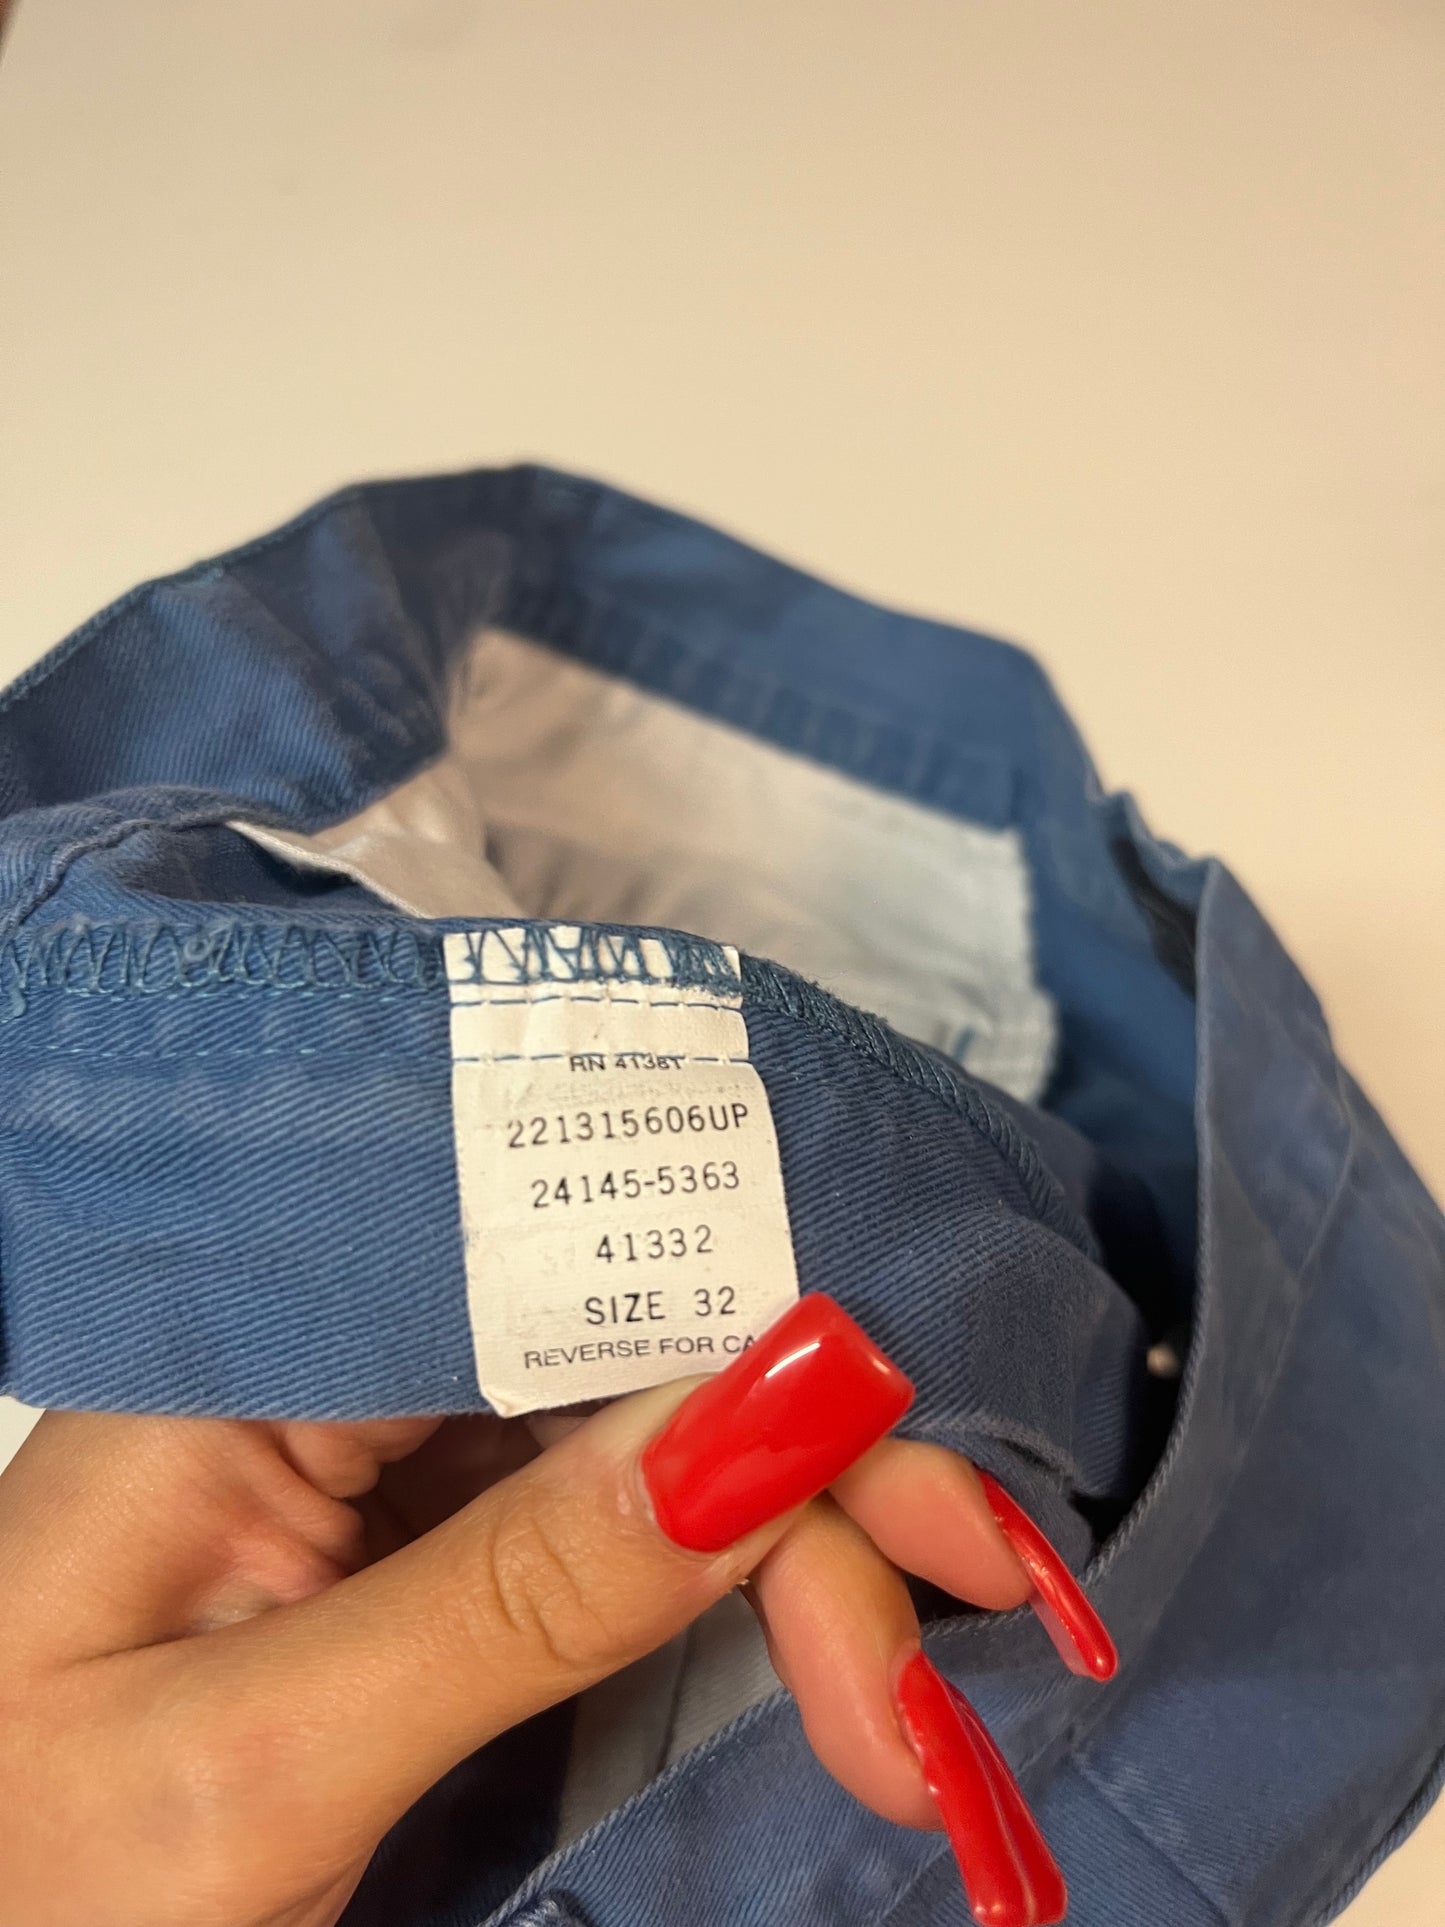 RN 41381
221315606UP
24145-5363
41332
SIZE 32
REVERSE FOR CA